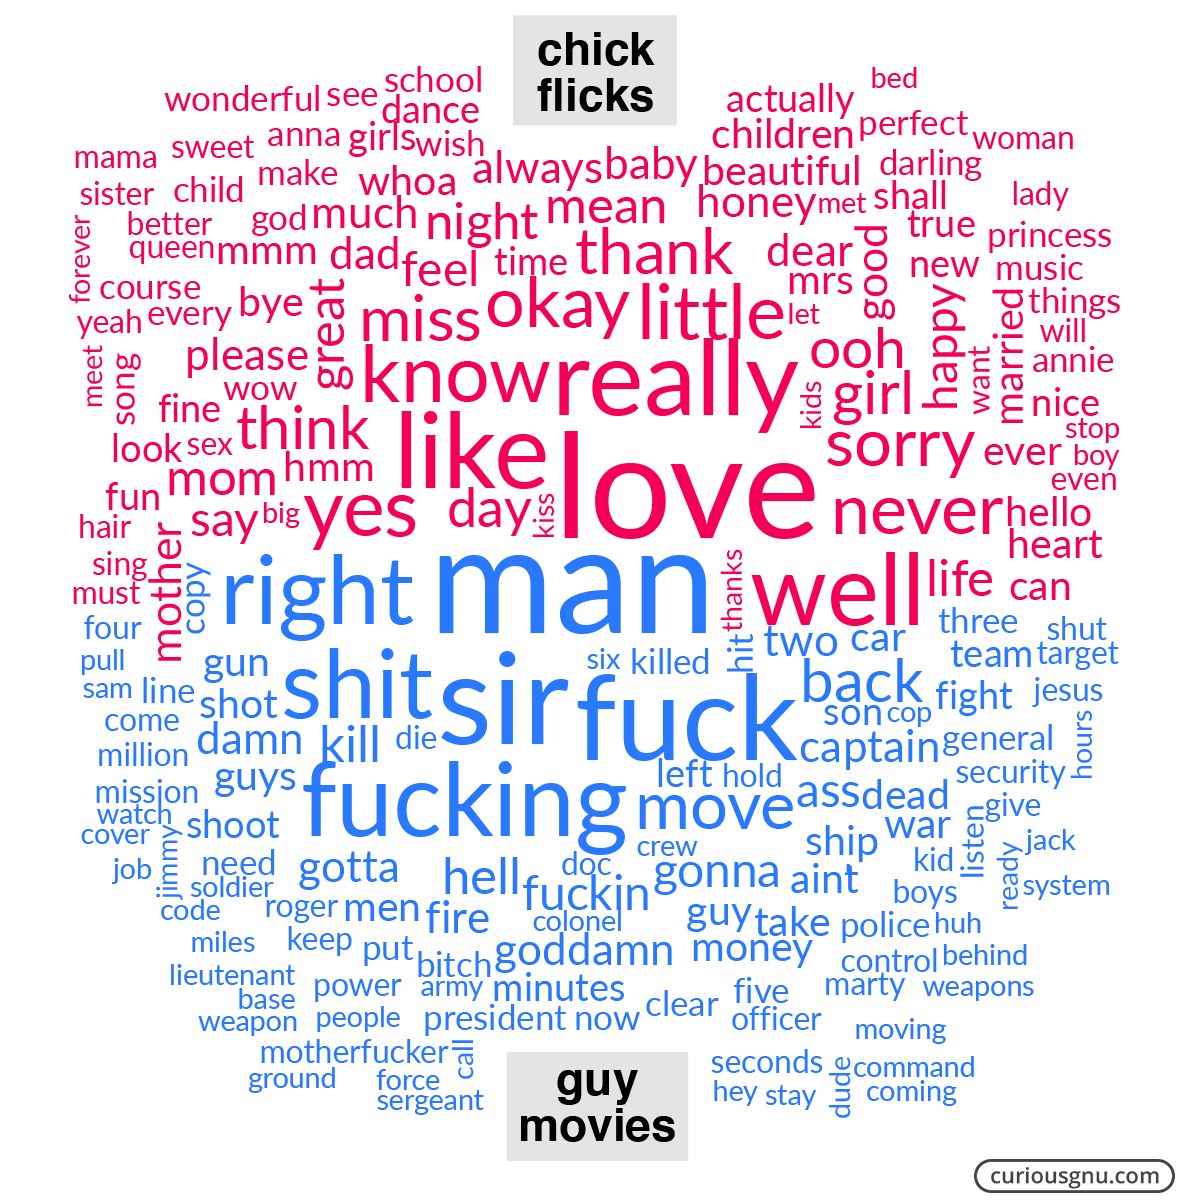 chick
flicks
bed
school
wonderful see actually
dance
children perfect
anna girls wish woman
mama sweet always baby beautiful darling
sister child make whoa honey met shall lady
better god much night mean true
forever queen mmm dad feel time thank dear good new princess
course mrs music
yeah every bye great miss okay little let happy married things
meet song please know really ooh want will
wow kids girl annie
fine think like nice
look sex love sorry ever stop
mom hmm boy
fun say big yes day kiss never even
hair hello
mother heart
sing well life can
must thanks
copy right man
four hit two car three shut
pull gun shit sir six killed team target
sam line shot fuck back fight jesus
come son cop
million damn kill die captain general hours
guys left hold security
mission fucking ass dead
watch move give
cover jimmy shoot ship war listen jack
crew
job need gotta hell doc gonna aint kid ready system
soldier fuckin boys
code roger men fire colonel guy take police huh
miles keep put goddamn money control behind
lieutenant bitch
base power army minutes five marty weapons
weapon people president now clear officer moving
motherfucker call seconds command
ground force hey stay dude coming
sergeant
guy
movies
curiousgnu.com